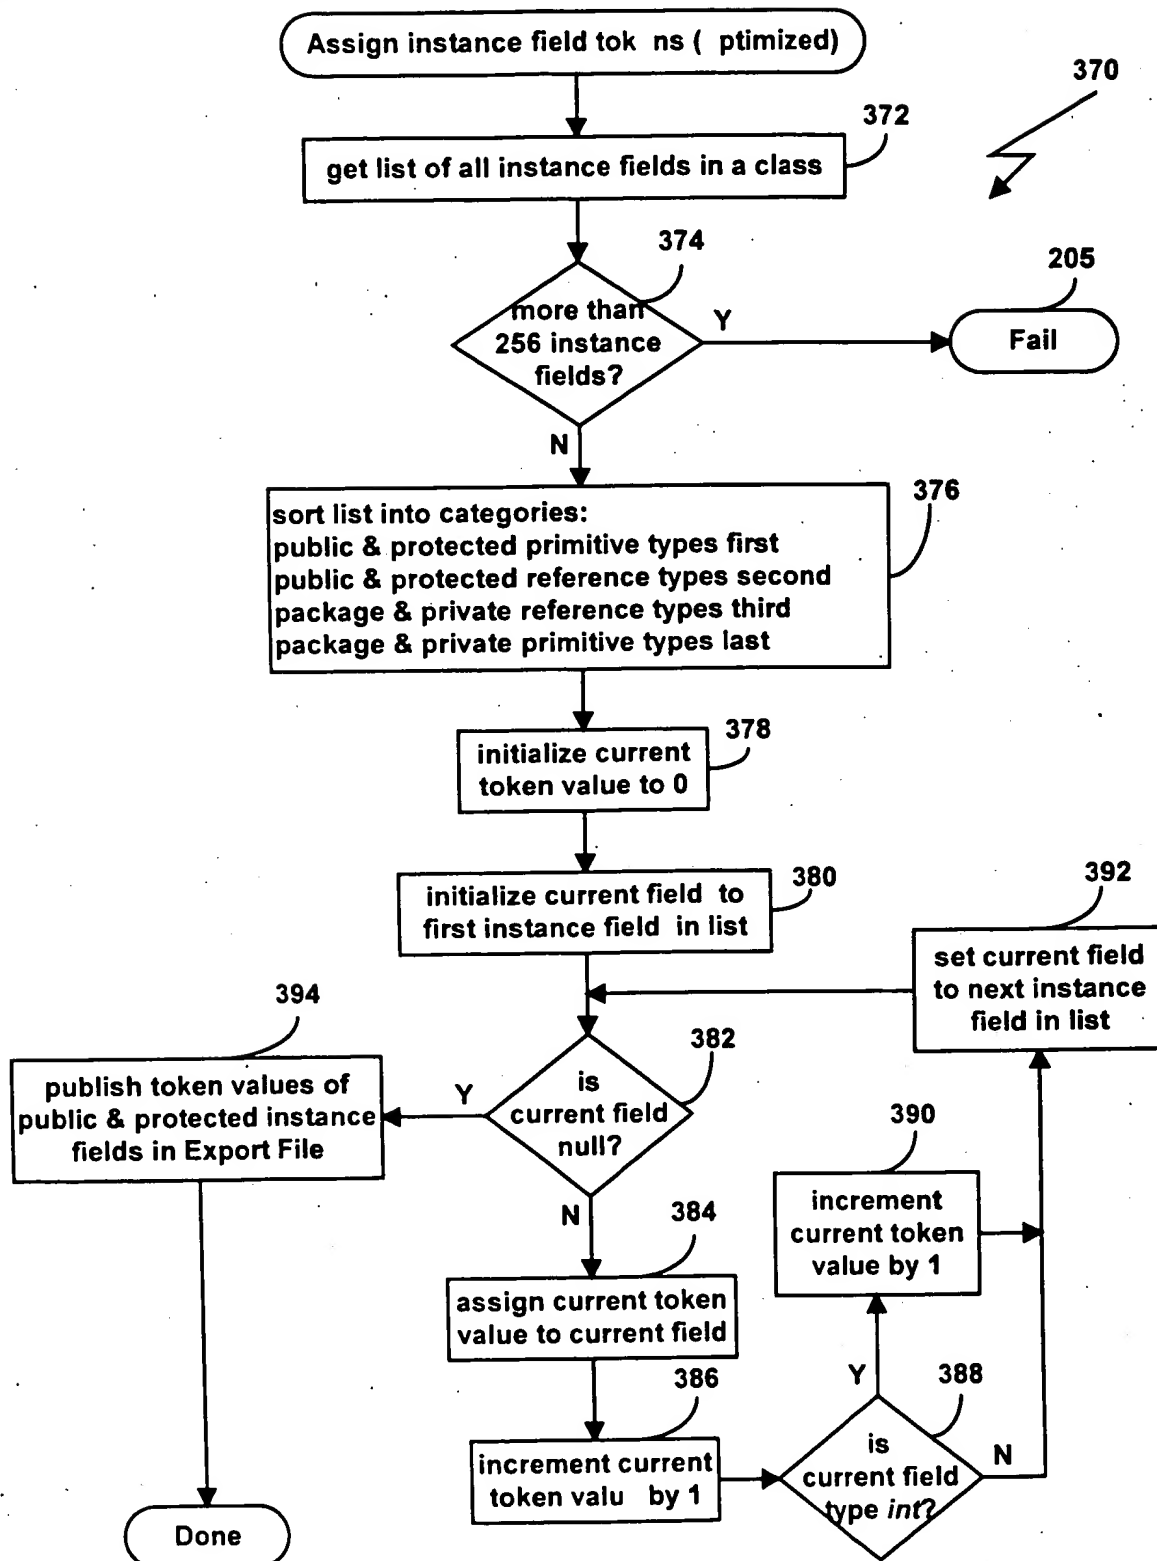 Assign instance field tok ns ( ptimized)
370
372
get list of all instance fields in a class
374
205
more than
256 instance
fields?
Y
Fail
N
376
sort list into categories:
public & protected primitive types first
public & protected reference types second
package & private reference types third
package & private primitive types last
378
initialize current
token value to 0
380
initialize current field to
first instance field in list
392
set current field
to next instance
field in list
394
publish token values of
public & protected instance
fields in Export File
382
Y
is
current field
null?
390
increment
current token
value by 1
N
384
assign current token
value to current field
386
increment current
token valu by 1
Y
388
is
current field
type int?
N
Done